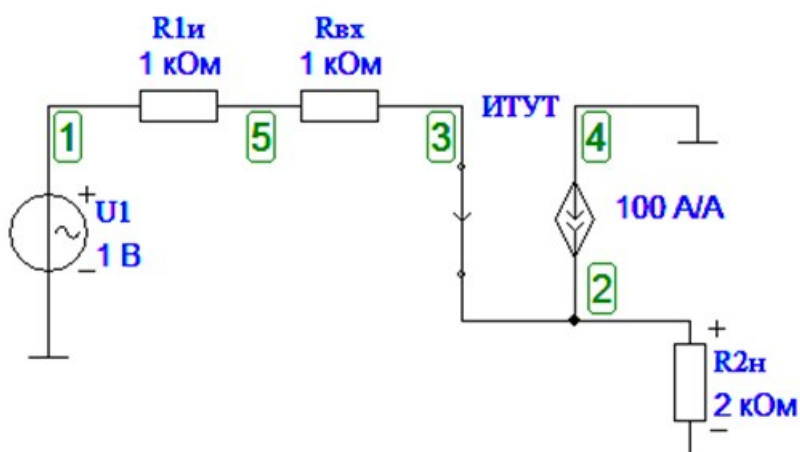 R1и
1 кОм
Rвх
1 кОм
ИТУТ
1
5
3
4
+
U1
1 В
−
100 А/А
2
+
R2н
2 кОм
−